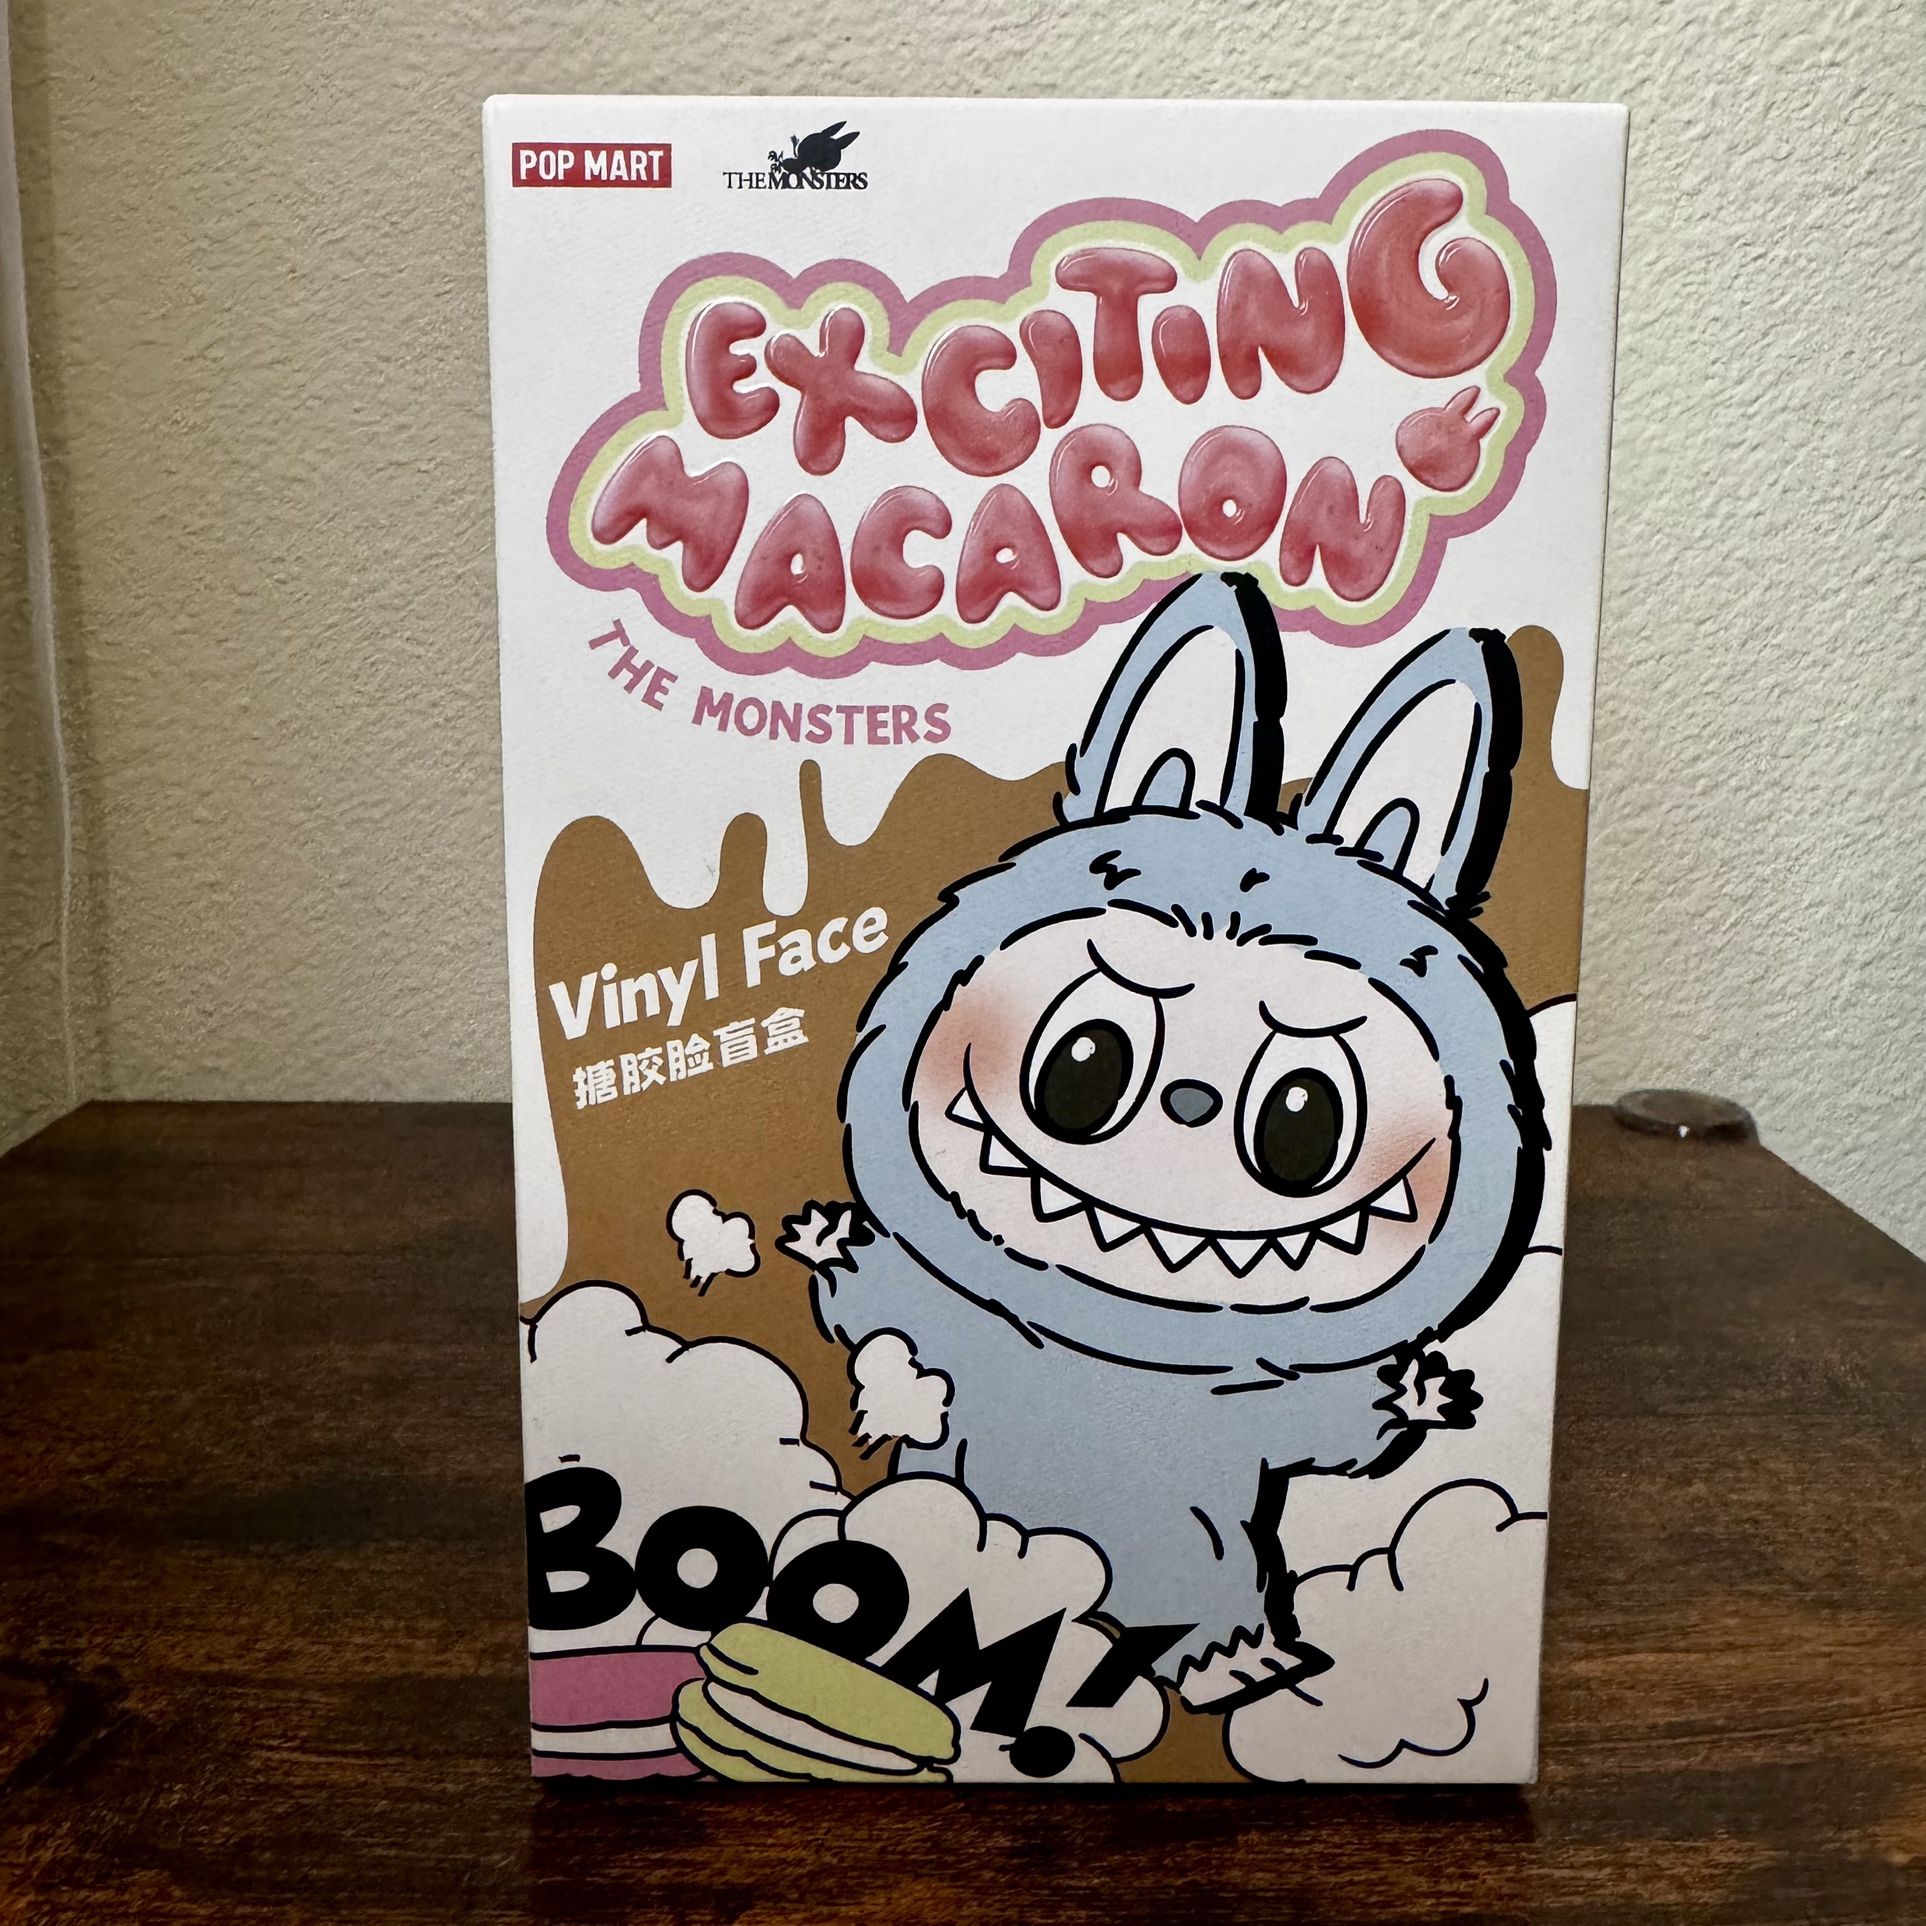 POP MART
THE MONSTERS
EXCITING
MACARON
THE MONSTERS
Vinyl Face
搪胶脸盲盒
BOOM!